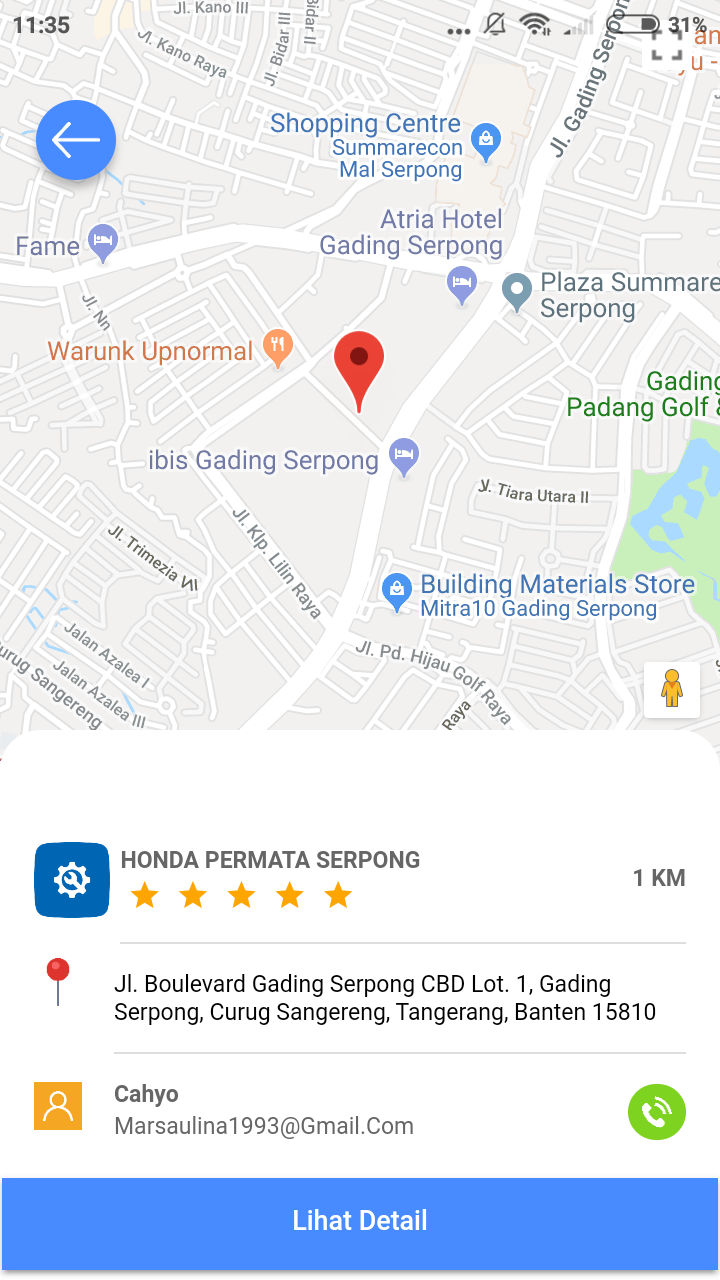 11:35
31%
Jl. Kano III
Jl. Kano Raya
Jl. Bidar III
Bidar II
Jl. Gading Serpong
Shopping Centre
Summarecon
Mal Serpong
Atria Hotel
Gading Serpong
Fame
Plaza Summare
Serpong
Jl. Nn
Warunk Upnormal
Gading
Padang Golf &
ibis Gading Serpong
Jl. Tiara Utara II
Jl. Klp. Lilin Raya
Jl. Trimezia VII
Building Materials Store
Mitra10 Gading Serpong
Jalan Azalea I
Jalan Azalea III
Curug Sangereng
Jl. Pd. Hijau Golf Raya
Raya
HONDA PERMATA SERPONG
1 KM
Jl. Boulevard Gading Serpong CBD Lot. 1, Gading
Serpong, Curug Sangereng, Tangerang, Banten 15810
Cahyo
Marsaulina1993@Gmail.Com
Lihat Detail